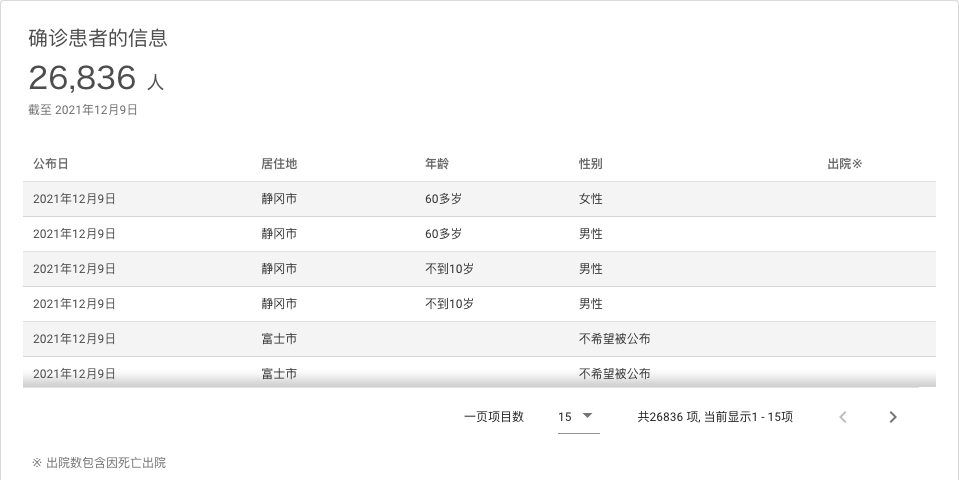 确诊患者的信息
26,836 人
截至 2021年12月9日
公布日 居住地 年龄 性别 出院※
2021年12月9日 静冈市 60多岁 女性
2021年12月9日 静冈市 60多岁 男性
2021年12月9日 静冈市 不到10岁 男性
2021年12月9日 静冈市 不到10岁 男性
2021年12月9日 富士市 不希望被公布
2021年12月9日 富士市 不希望被公布
一页项目数 15 共26836 项, 当前显示1 - 15项
※ 出院数包含因死亡出院